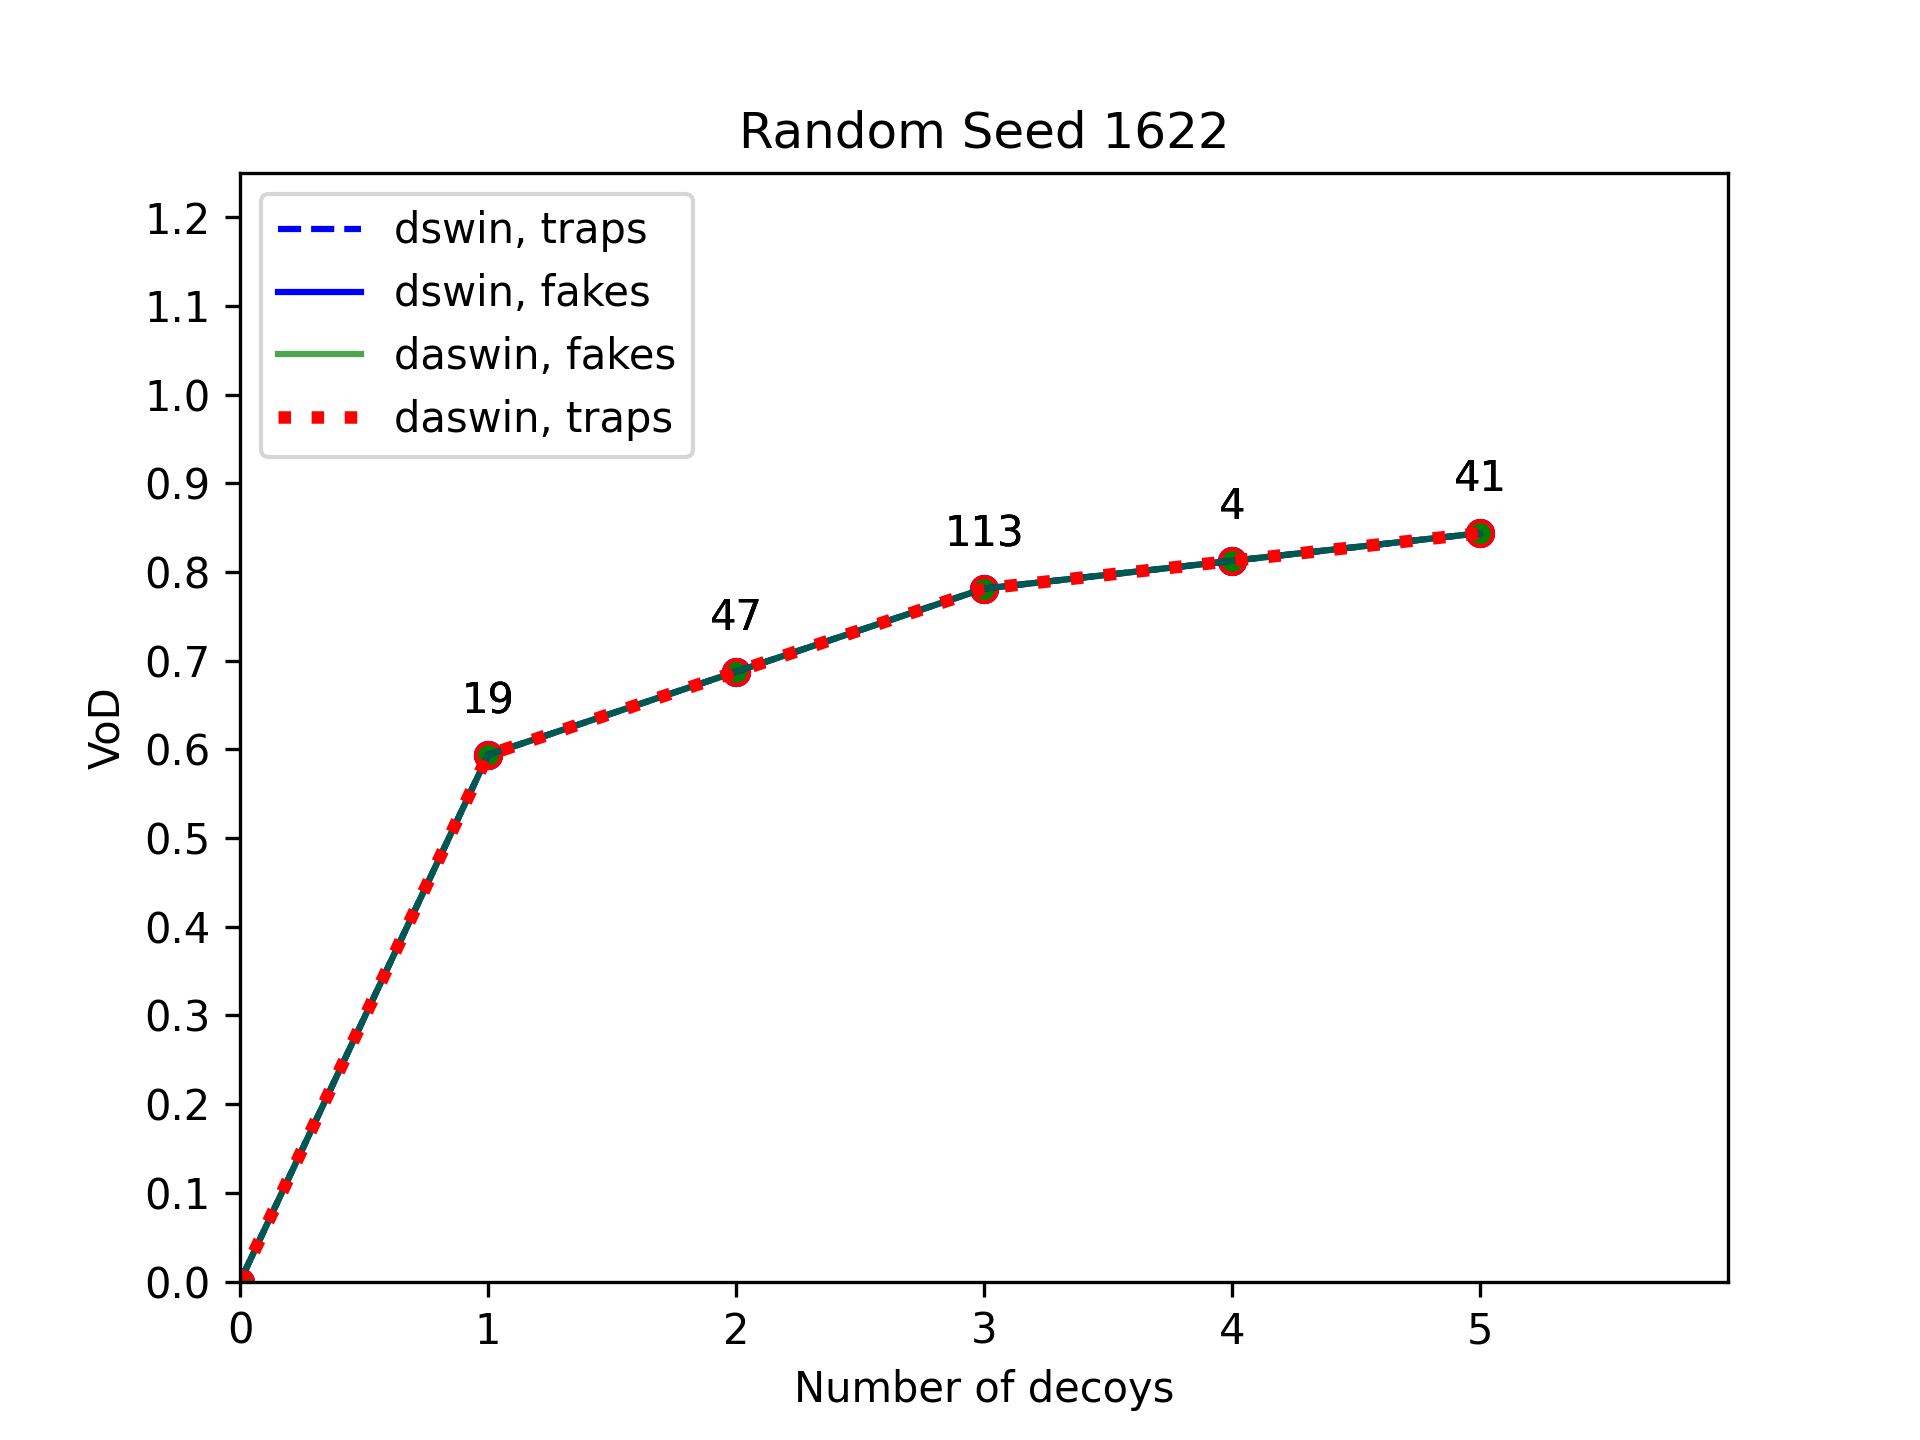 Random Seed 1622
dswin, traps
dswin, fakes
daswin, fakes
daswin, traps
1.2
1.1
1.0
0.9
0.8
0.7
0.6
0.5
0.4
0.3
0.2
0.1
0.0
VoD
19
47
113
4
41
0 1 2 3 4 5
Number of decoys